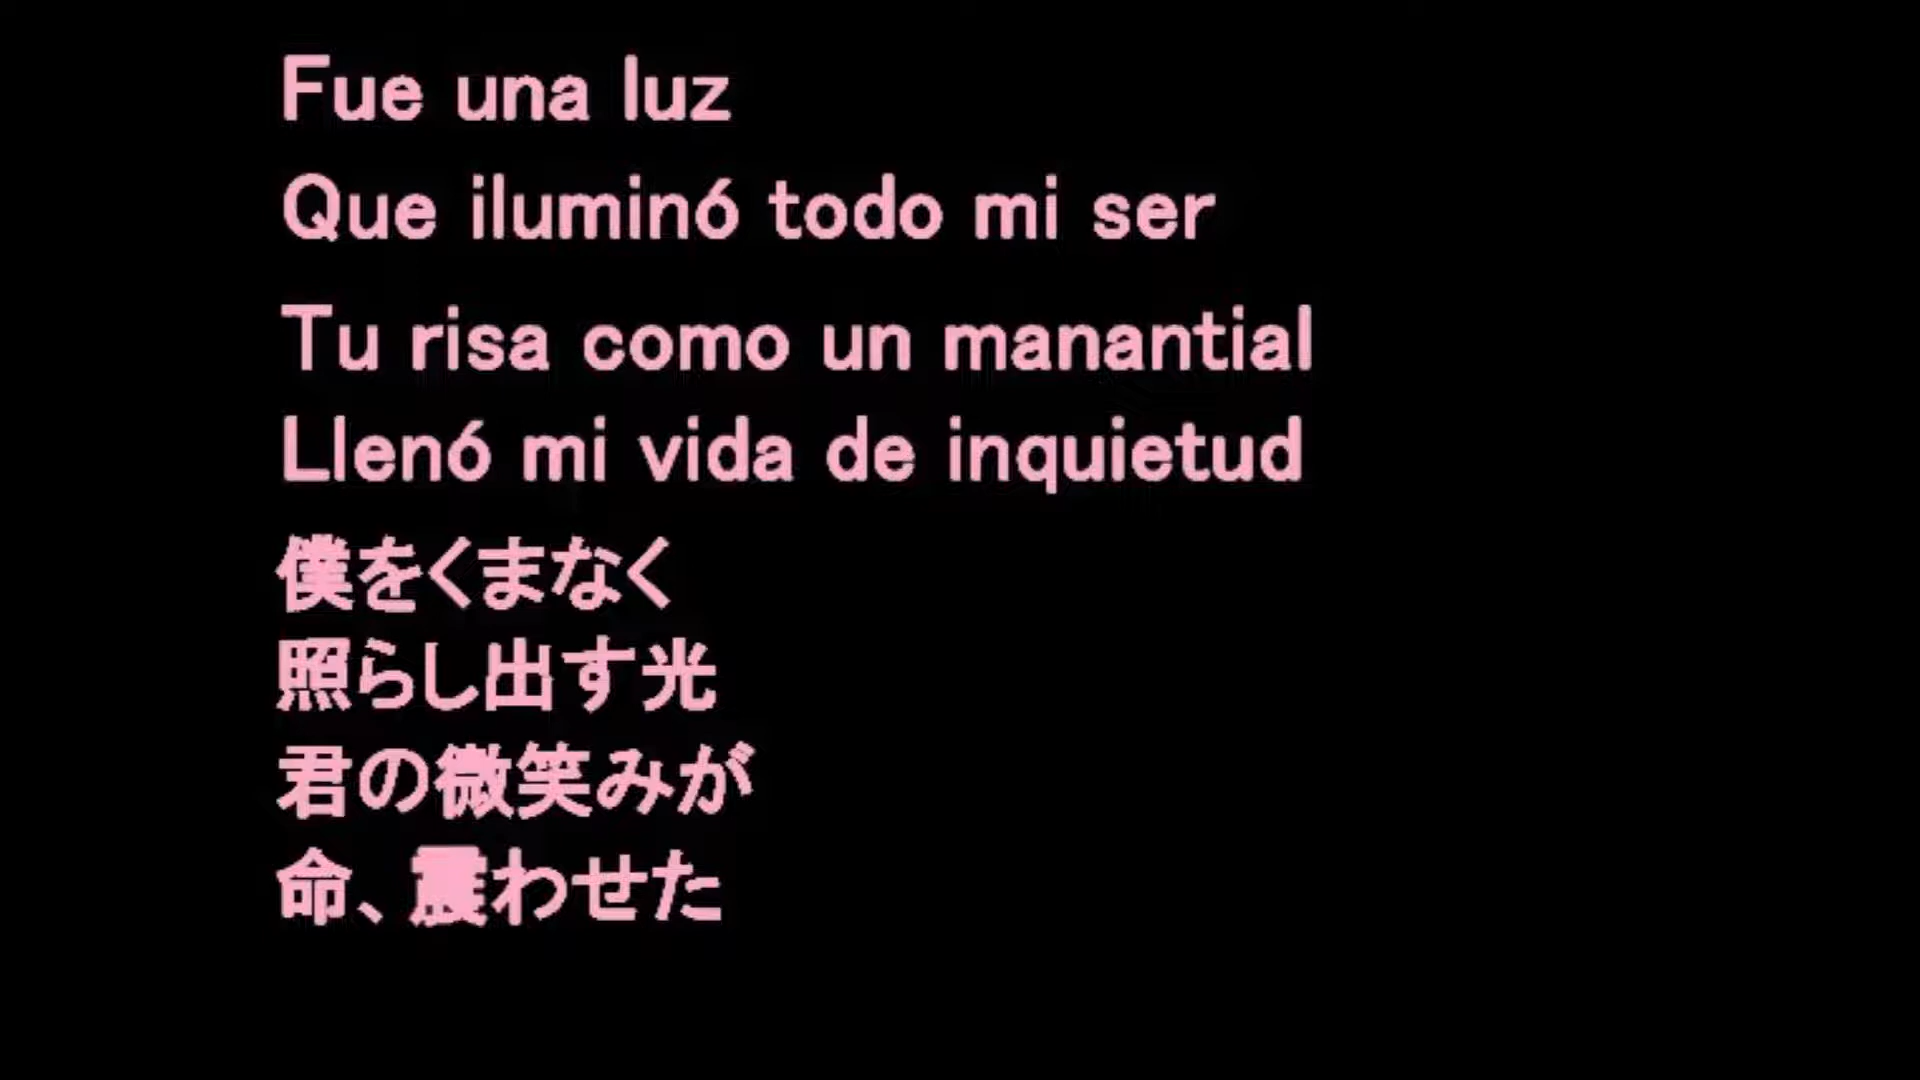 Fue una luz
Que iluminó todo mi ser
Tu risa como un manantial
Llenó mi vida de inquietud
僕をくまなく
照らし出す光
君の微笑みが
命、震わせた